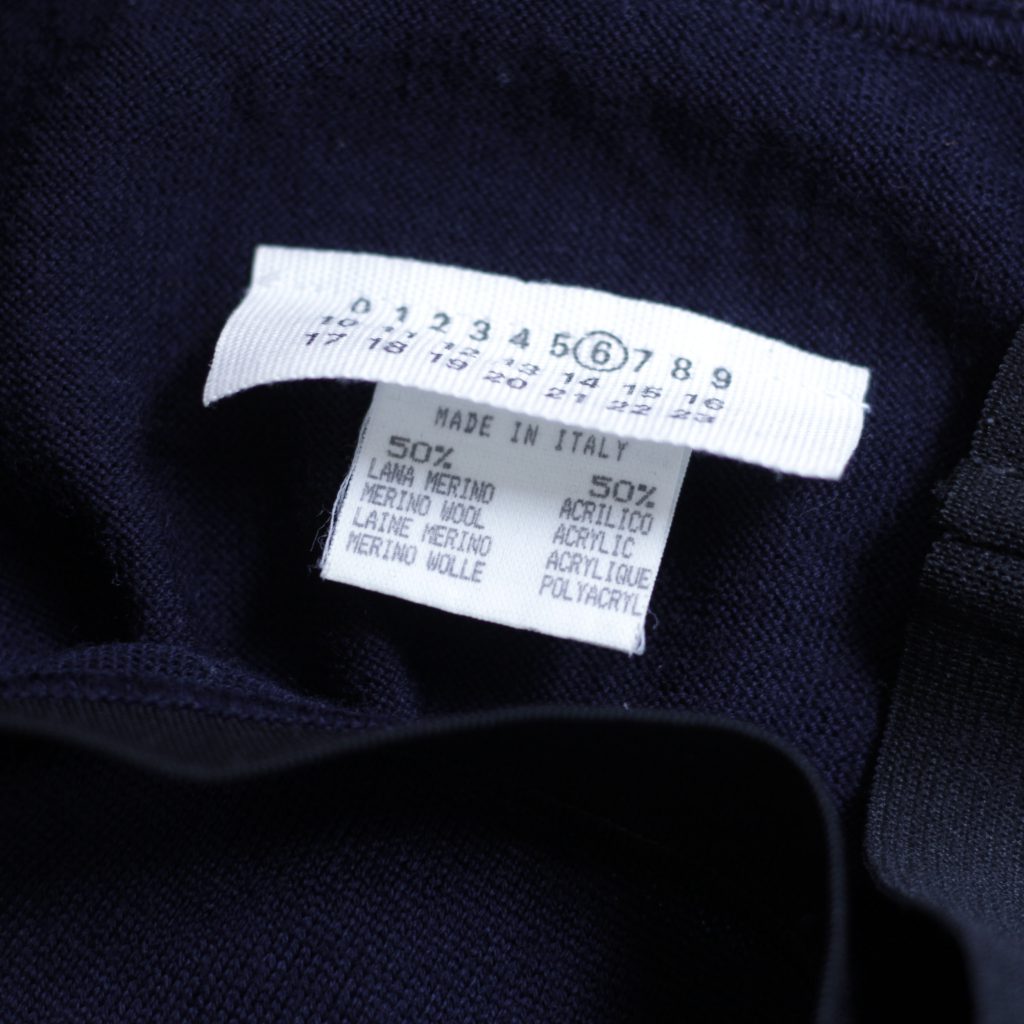 0 1 2 3 4 5 6 7 8 9
10 11 12 13 14 15 16
17 18 19 20 21 22 23
MADE IN ITALY
50%
LANA MERINO
MERINO WOOL
LAINE MERINO
MERINO WOLLE
50%
ACRILICO
ACRYLIC
ACRYLIQUE
POLYACRYL